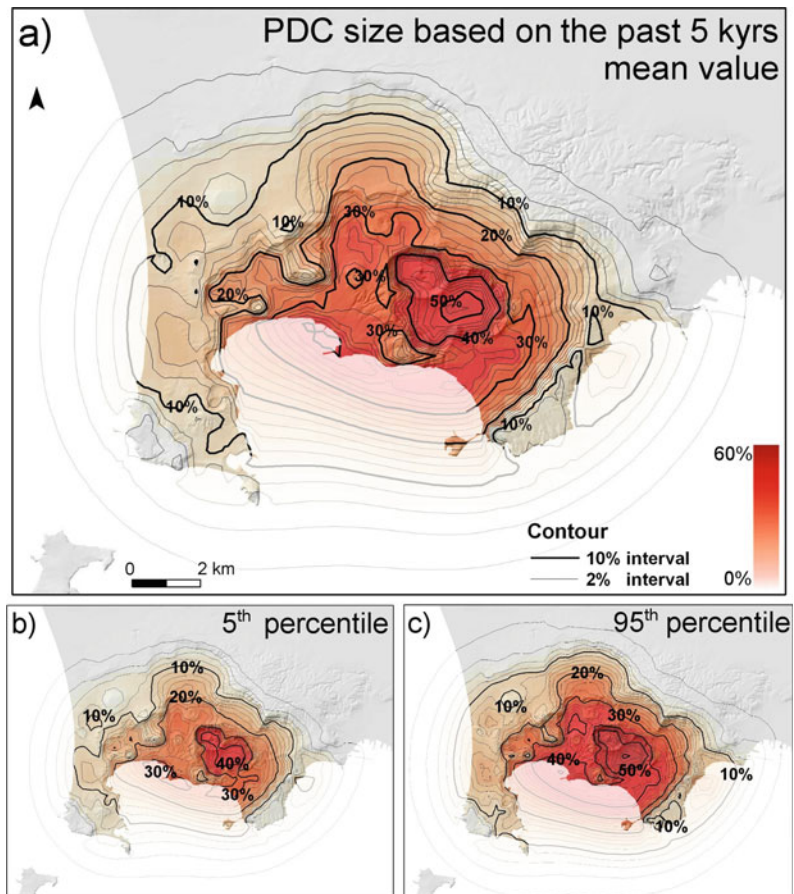 a)
PDC size based on the past 5 kyrs
mean value
10%
10%
10%
30%
20%
30%
20%
50%
10%
30%
40%
30%
10%
10%
60%
0%
Contour
10% interval
2% interval
0 2 km
b)
5th percentile
10%
20%
10%
40%
30%
30%
c)
95th percentile
20%
10%
30%
40%
50%
10%
10%